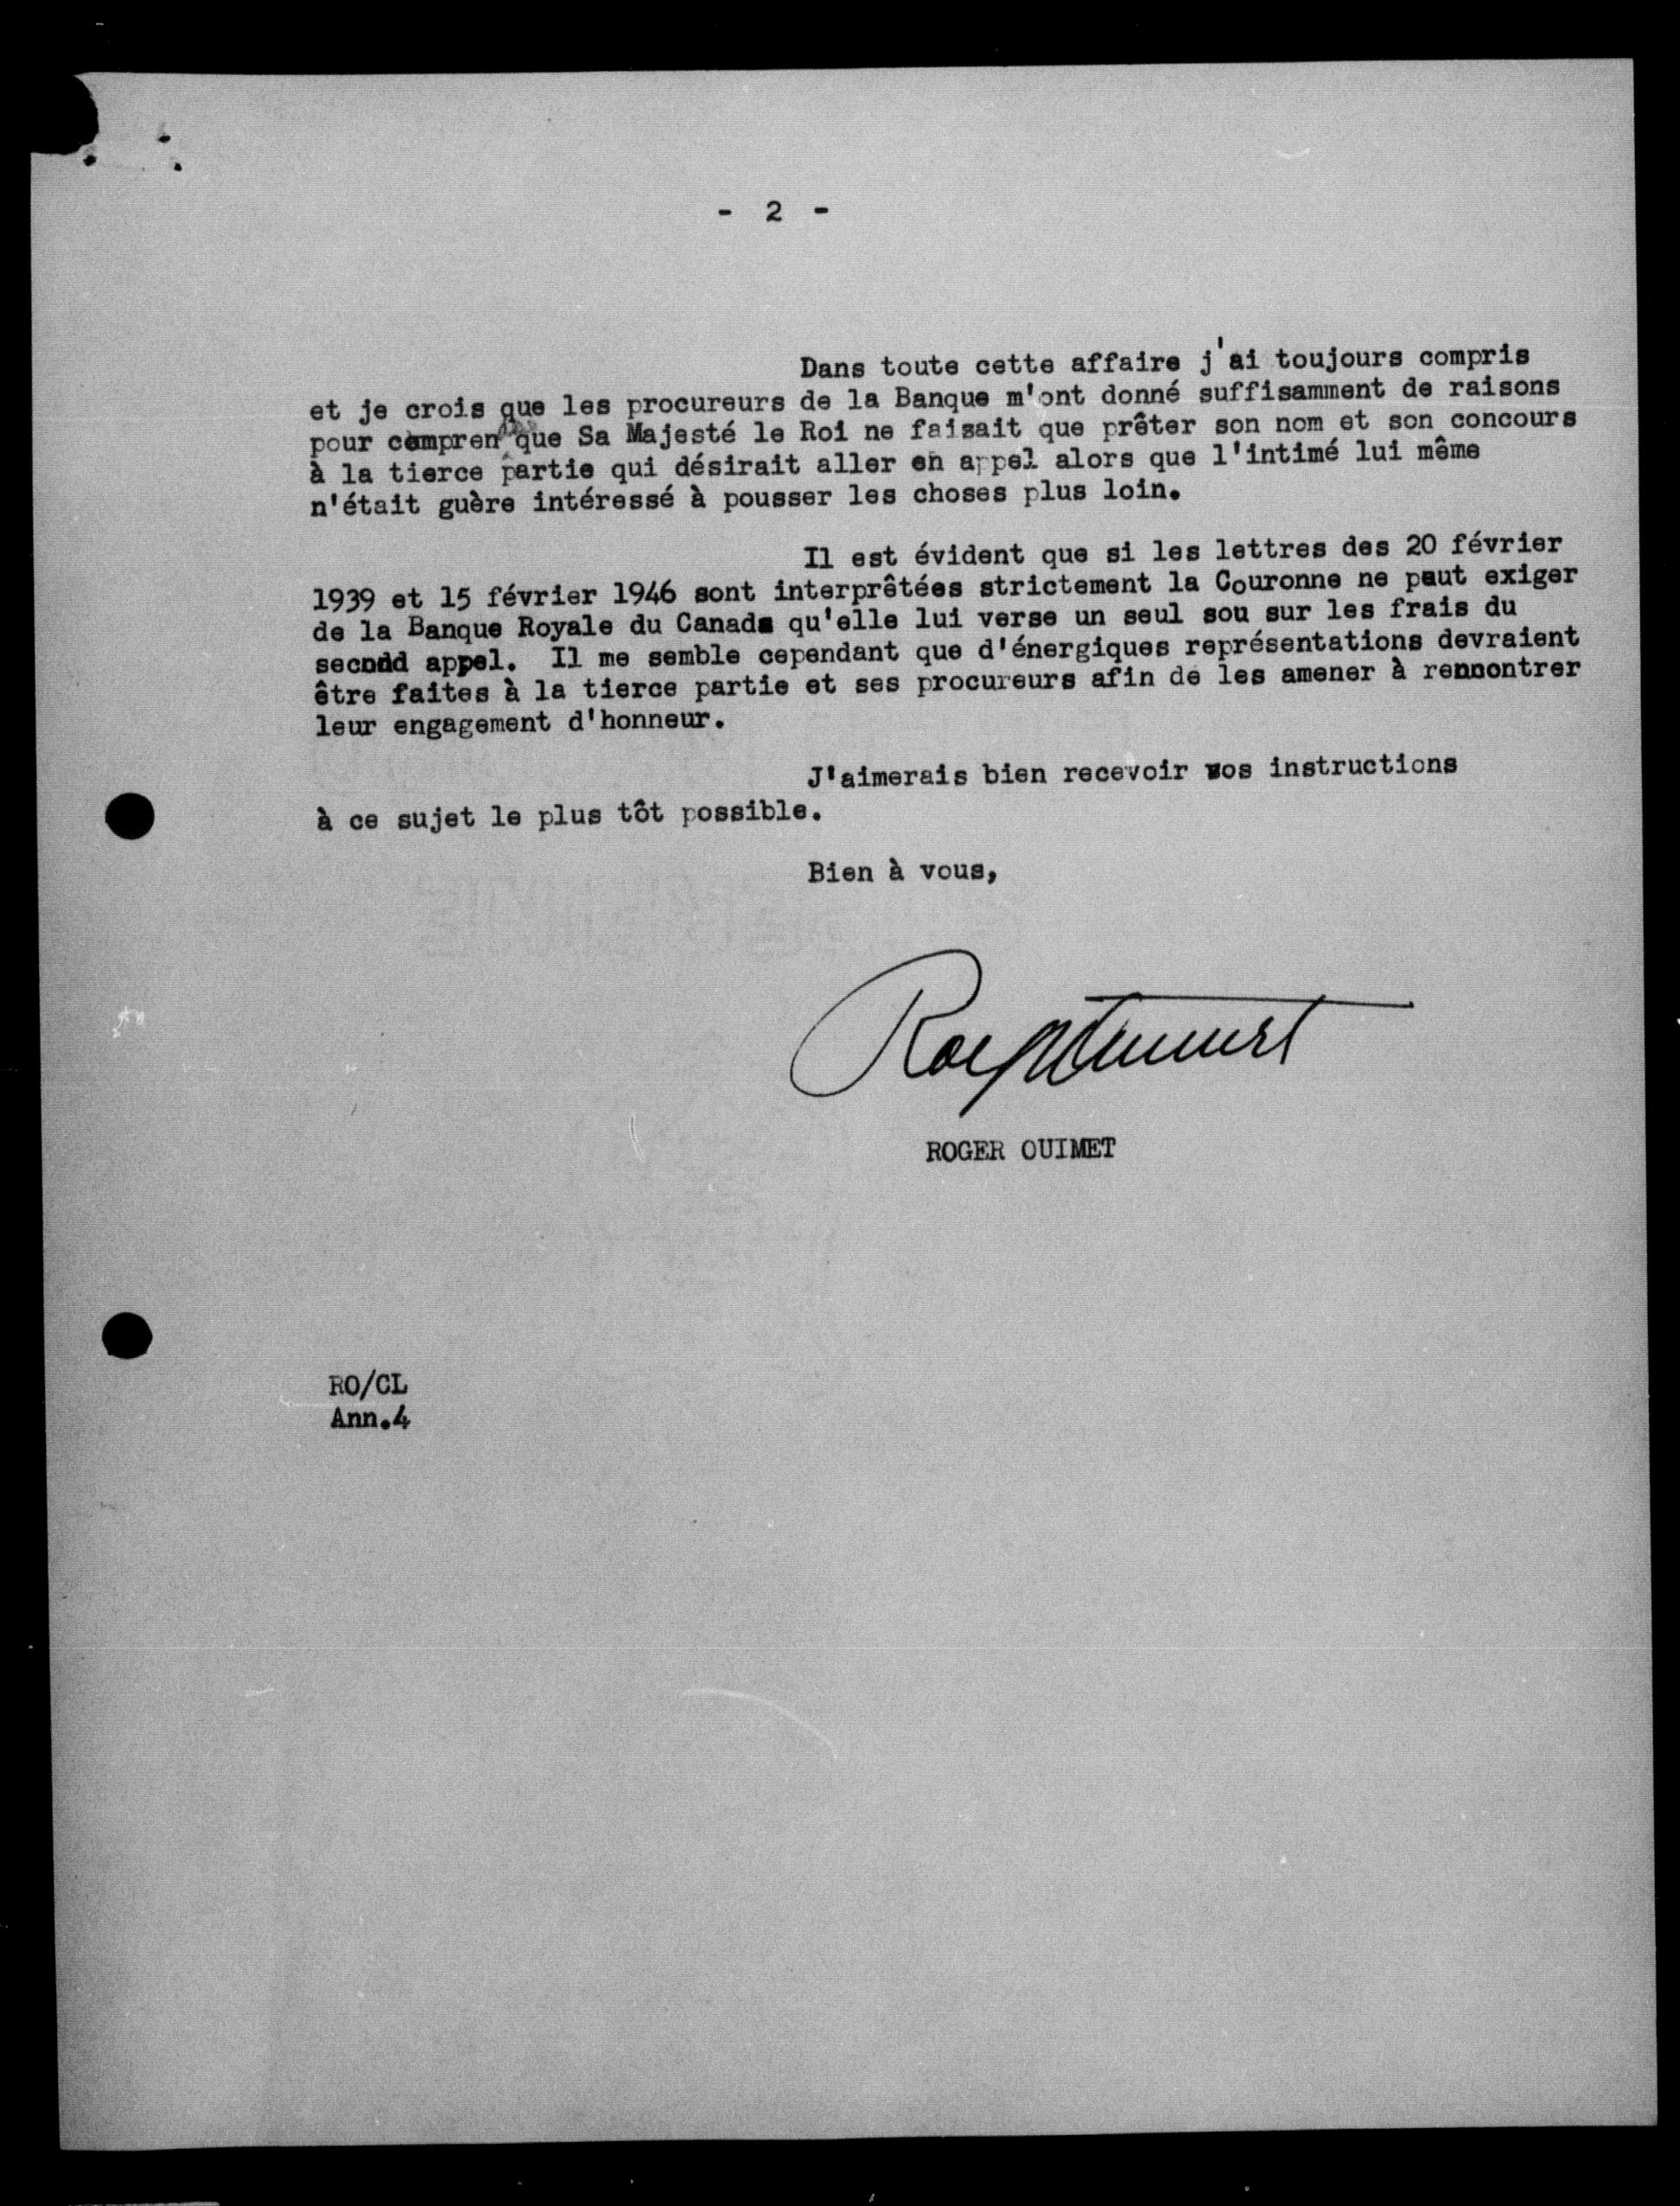 - 2 -
Dans toute cette affaire j'ai toujours compris
et je crois que les procureurs de la Banque m'ont donné suffisamment de raisons
pour compren^dre que Sa Majesté le Roi ne faisait que prêter son nom et son concours
à la tierce partie qui désirait aller en appel alors que l'intimé lui même
n'était guère intéressé à pousser les choses plus loin.
Il est évident que si les lettres des 20 février
1939 et 15 février 1946 sont interprêtées strictement la Couronne ne peut exiger
de la Banque Royale du Canada qu'elle lui verse un seul sou sur les frais du
second appel. Il me semble cependant que d'énergiques représentations devraient
être faites à la tierce partie et ses procureurs afin de les amener à rencontrer
leur engagement d'honneur.
J'aimerais bien recevoir vos instructions
à ce sujet le plus tôt possible.
Bien à vous,
Roger Ouimet
ROGER OUIMET
RO/CL
Ann.4